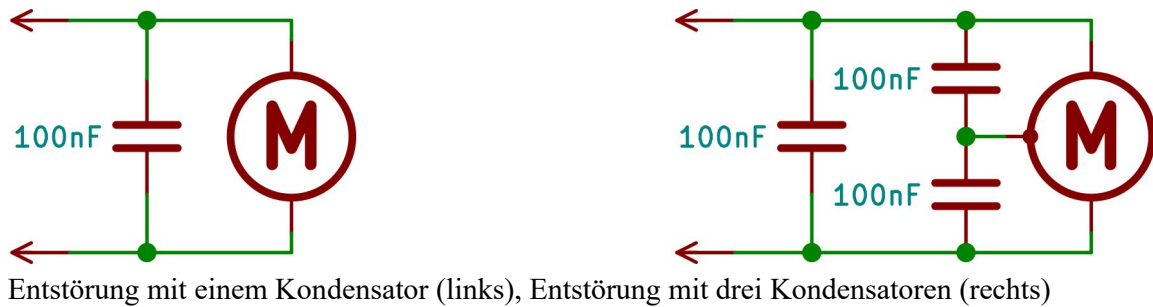 100nF
M
100nF
100nF
100nF
M
Entstörung mit einem Kondensator (links), Entstörung mit drei Kondensatoren (rechts)